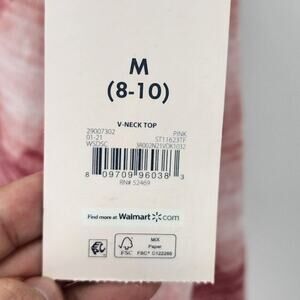 M
(8-10)
V-NECK TOP
29007302 PINK
01-21 ST11623TF
WSDSC IR002N21VDK1032
8 09709 96038 3
RN# 52469
Find more at Walmart.com
FSC
MIX
Paper
FSC® C122266